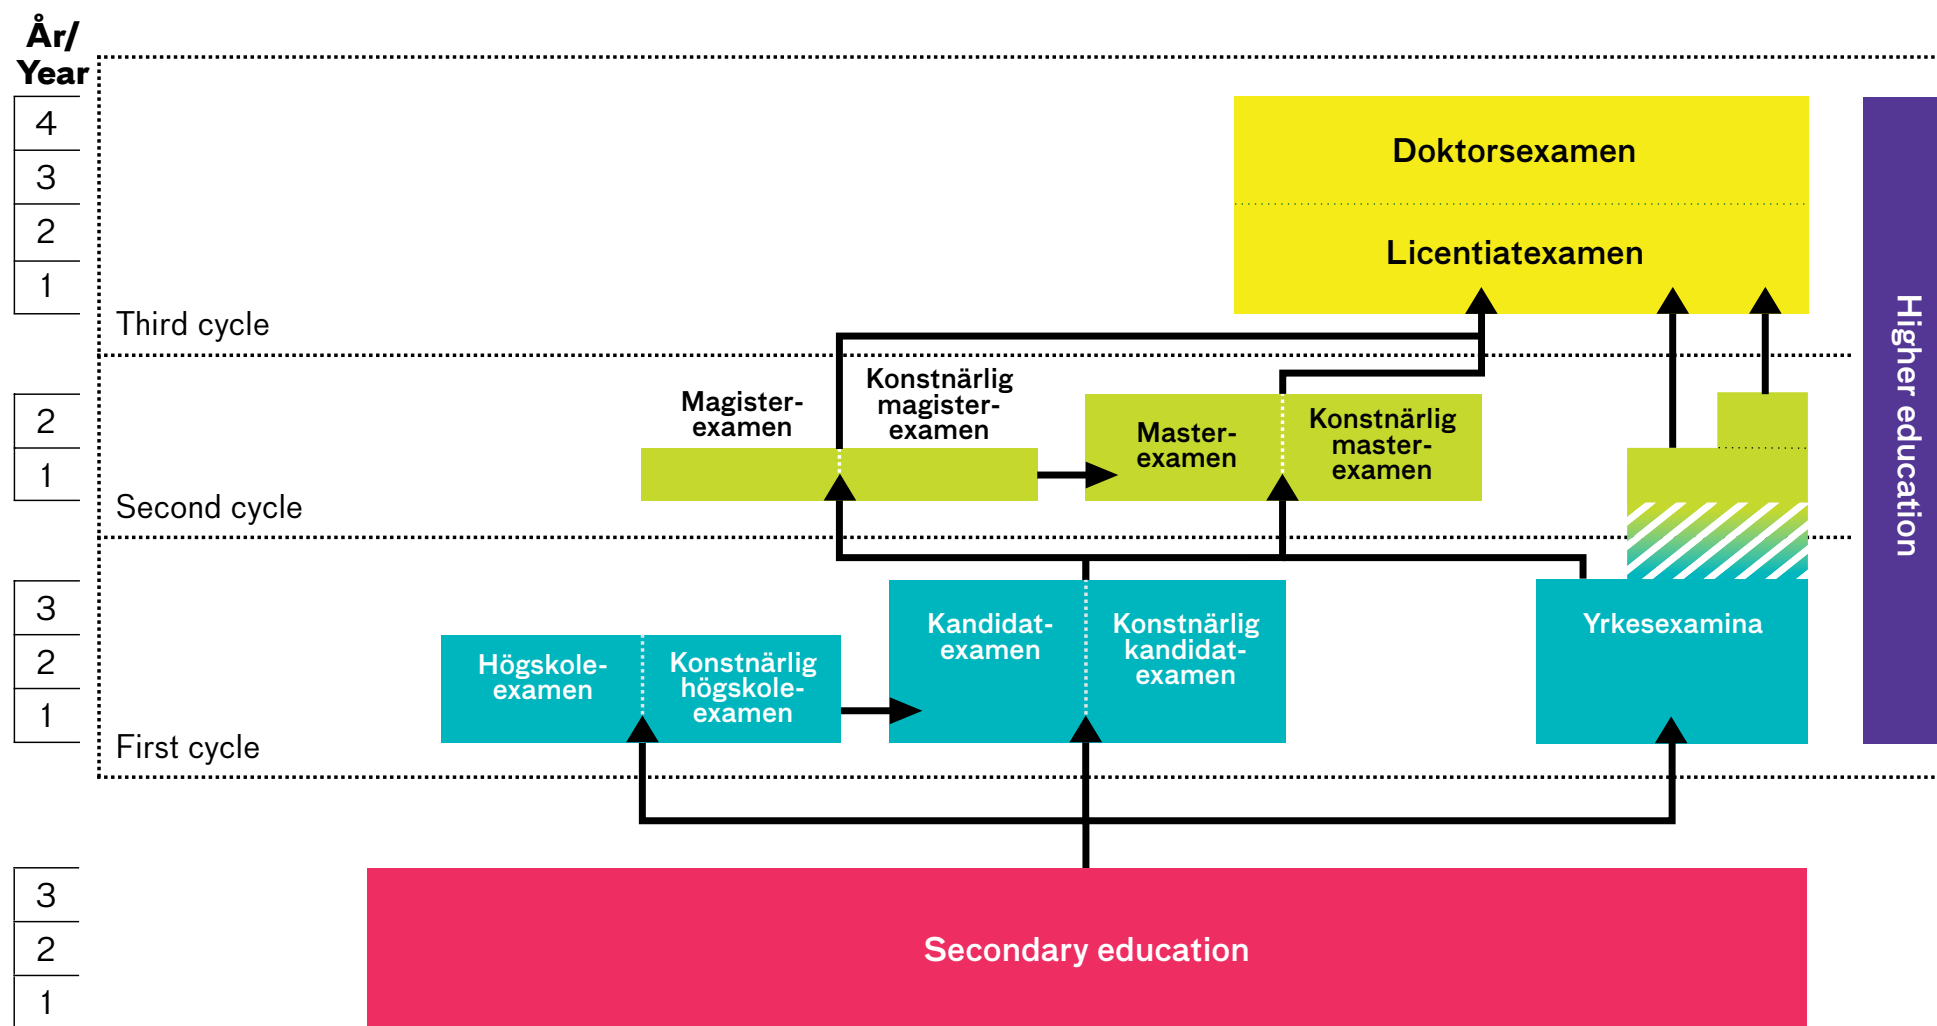 År/
Year
4
3
2
1
Doktorsexamen
Licentiatexamen
Third cycle
2
1
Magister-
examen
Konstnärlig
magister-
examen
Master-
examen
Konstnärlig
master-
examen
Second cycle
3
2
1
Högskole-
examen
Konstnärlig
högskole-
examen
Kandidat-
examen
Konstnärlig
kandidat-
examen
Yrkesexamina
First cycle
Higher education
3
2
1
Secondary education